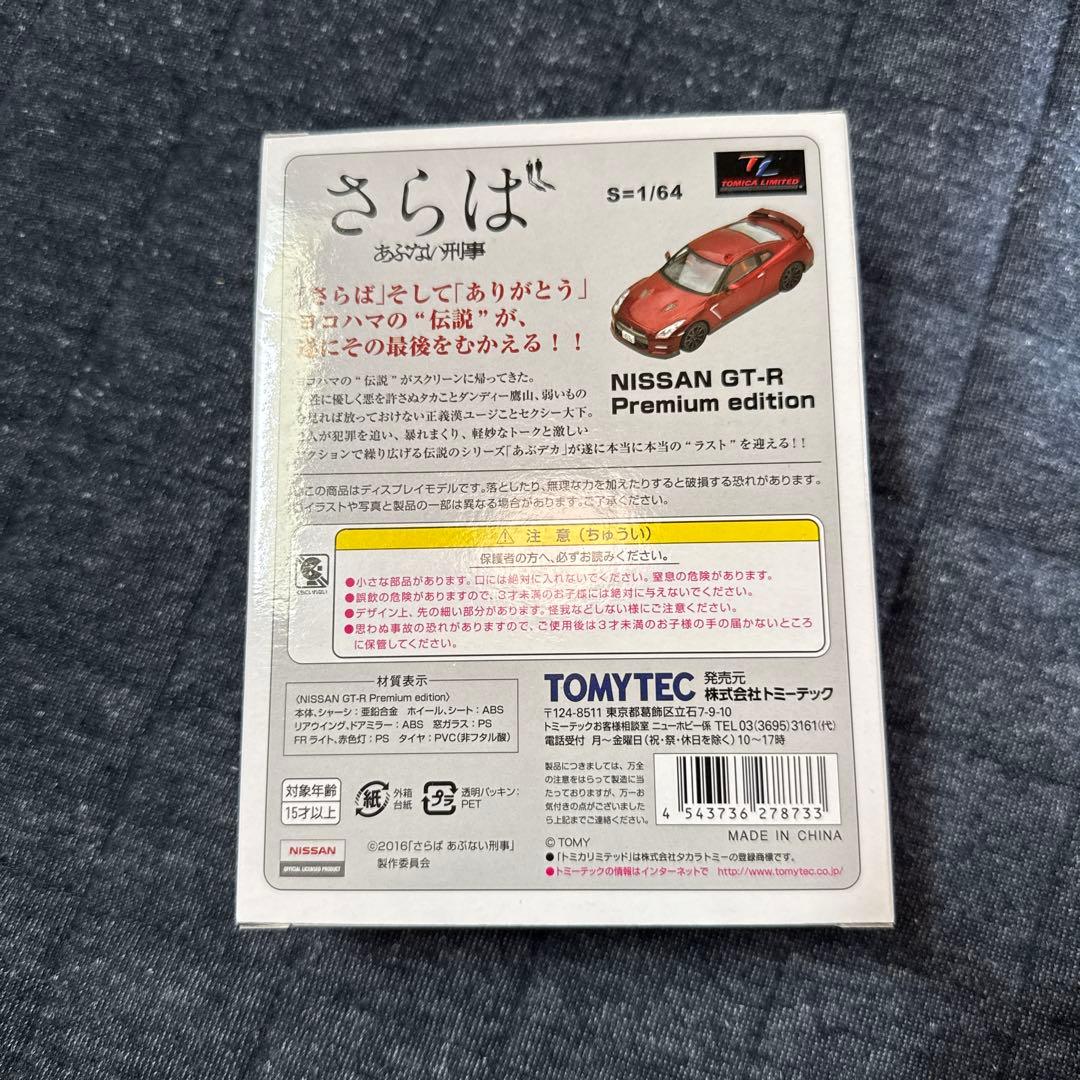 さらば
あぶない刑事
S=1/64
TL
TOMICA LIMITED
「さらば」そして「ありがとう」
ヨコハマの“伝説”が、
遂にその最後をむかえる！！
NISSAN GT-R
Premium edition
ヨコハマの“伝説”がスクリーンに帰ってきた。
女性に優しく悪を許さぬタカことダンディー鷹山、弱いもの
を見れば放っておけない正義漢ユージことセクシー大下。
2人が犯罪を追い、暴れまくり、軽妙なトークと激しい
アクションで繰り広げる伝説のシリーズ「あぶデカ」が遂に本当に本当の“ラスト”を迎える！！
○この商品はディスプレイモデルです。落としたり、無理な力を加えたりすると破損する恐れがあります。
○イラストや写真と製品の一部は異なる場合があります。ご了承ください。
注 意（ちゅうい）
保護者の方へ、必ずお読みください。
くちにいれない
●小さな部品があります。口には絶対に入れないでください。窒息の危険があります。
●誤飲の危険がありますので、3才未満のお子様には絶対に与えないでください。
●デザイン上、先の細い部分があります。怪我などしない様にご注意ください。
●思わぬ事故の恐れがありますので、ご使用後は3才未満のお子様の手の届かないところ
に保管してください。
材質表示
〈NISSAN GT-R Premium edition〉
本体、シャーシ：亜鉛合金 ホイール、シート：ABS
リアウイング、ドアミラー：ABS 窓ガラス：PS
FRライト、赤色灯：PS タイヤ：PVC（非フタル酸）
TOMYTEC 発売元
株式会社トミーテック
〒124-8511 東京都葛飾区立石7-9-10
トミーテックお客様相談室 ニューホビー係 TEL 03(3695)3161(代)
電話受付 月〜金曜日（祝・祭・休日を除く）10〜17時
対象年齢
15才以上
紙
外箱
台紙
プラ
透明パッキン：
PET
製品につきましては、万全
の注意をはらって製造に当
たっておりますが、万一お
気付きの点がございました
ら上記までご連絡ください。
4 543736 278733
MADE IN CHINA
NISSAN
OFFICIAL LICENSED PRODUCT
©2016「さらば あぶない刑事」
製作委員会
© TOMY
●「トミカリミテッド」は株式会社タカラトミーの登録商標です。
●トミーテックの情報はインターネットで http://www.tomytec.co.jp/